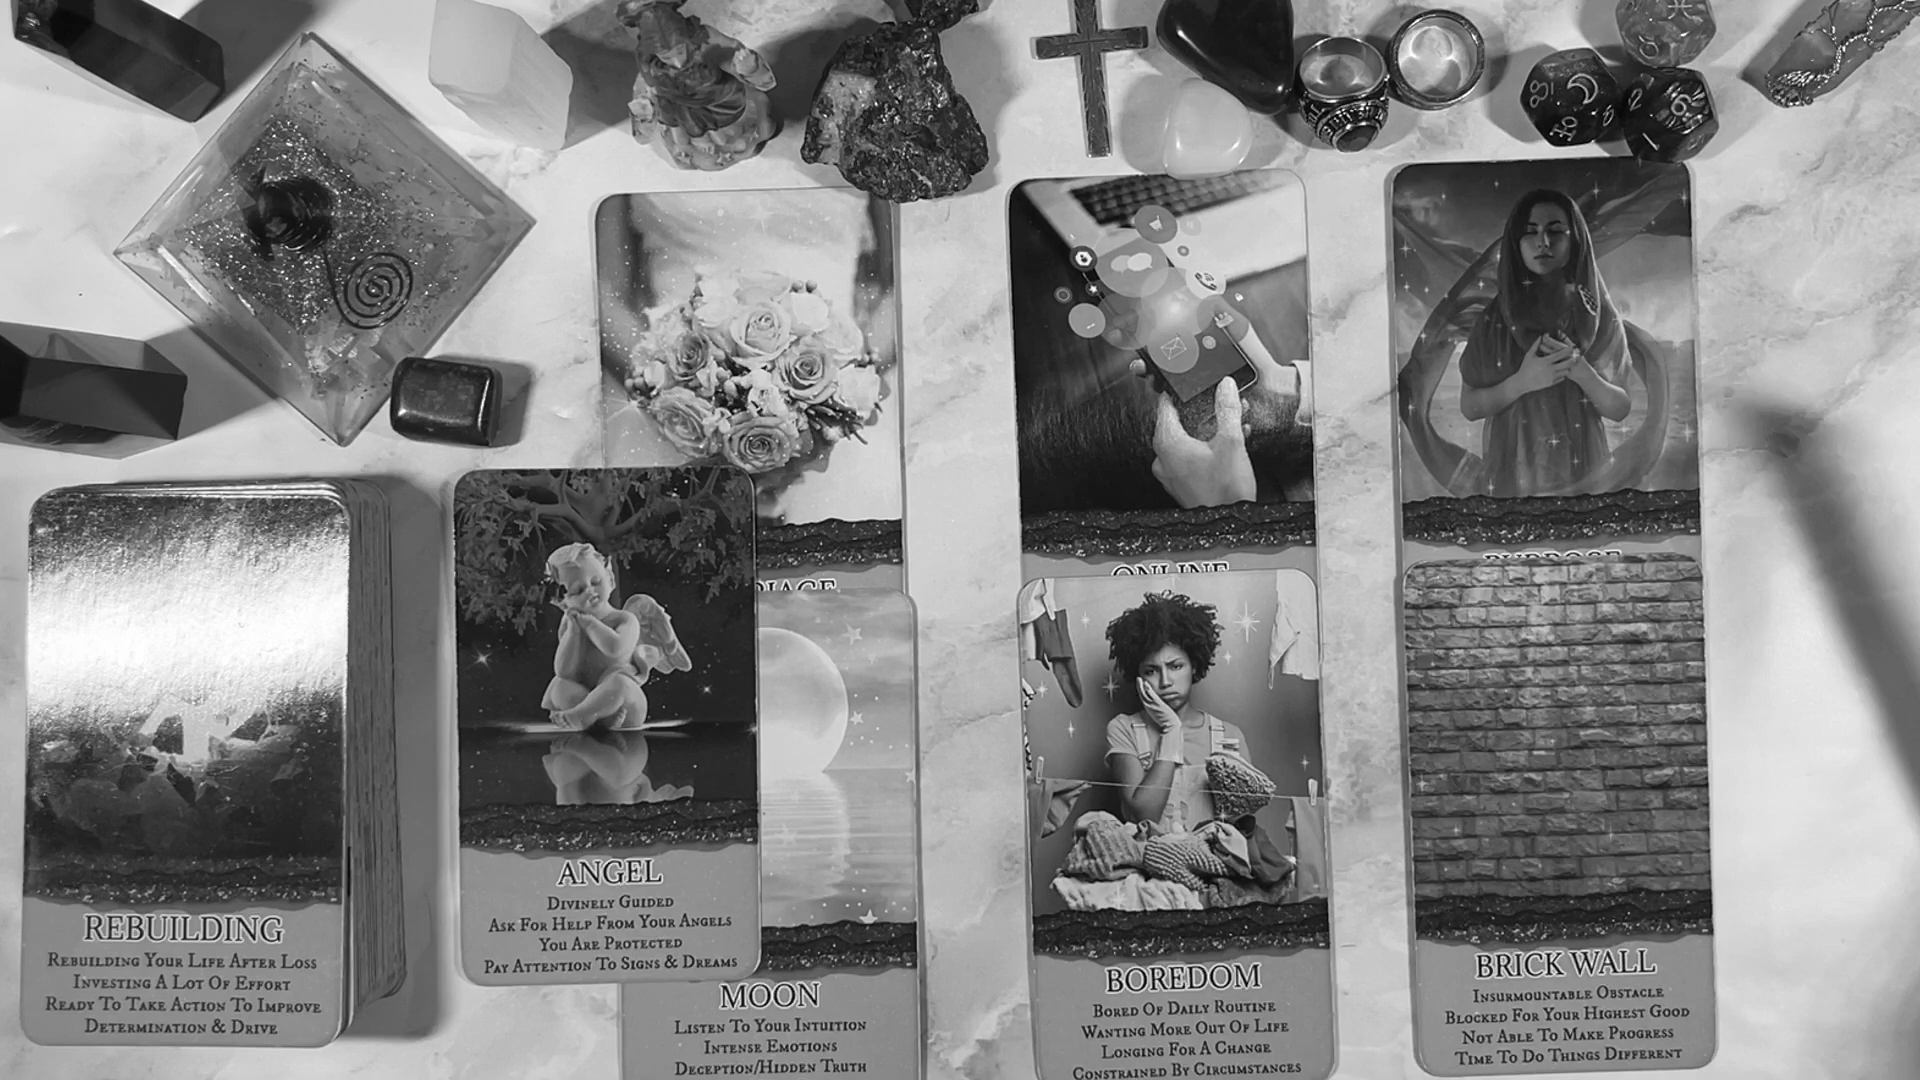 ONLINE
PURPOSE
REBUILDING
REBUILDING YOUR LIFE AFTER LOSS
INVESTING A LOT OF EFFORT
READY TO TAKE ACTION TO IMPROVE
DETERMINATION & DRIVE
ANGEL
DIVINELY GUIDED
ASK FOR HELP FROM YOUR ANGELS
YOU ARE PROTECTED
PAY ATTENTION TO SIGNS & DREAMS
MOON
LISTEN TO YOUR INTUITION
INTENSE EMOTIONS
DECEPTION/HIDDEN TRUTH
BOREDOM
BORED OF DAILY ROUTINE
WANTING MORE OUT OF LIFE
LONGING FOR A CHANGE
CONSTRAINED BY CIRCUMSTANCES
BRICK WALL
INSURMOUNTABLE OBSTACLE
BLOCKED FOR YOUR HIGHEST GOOD
NOT ABLE TO MAKE PROGRESS
TIME TO DO THINGS DIFFERENT